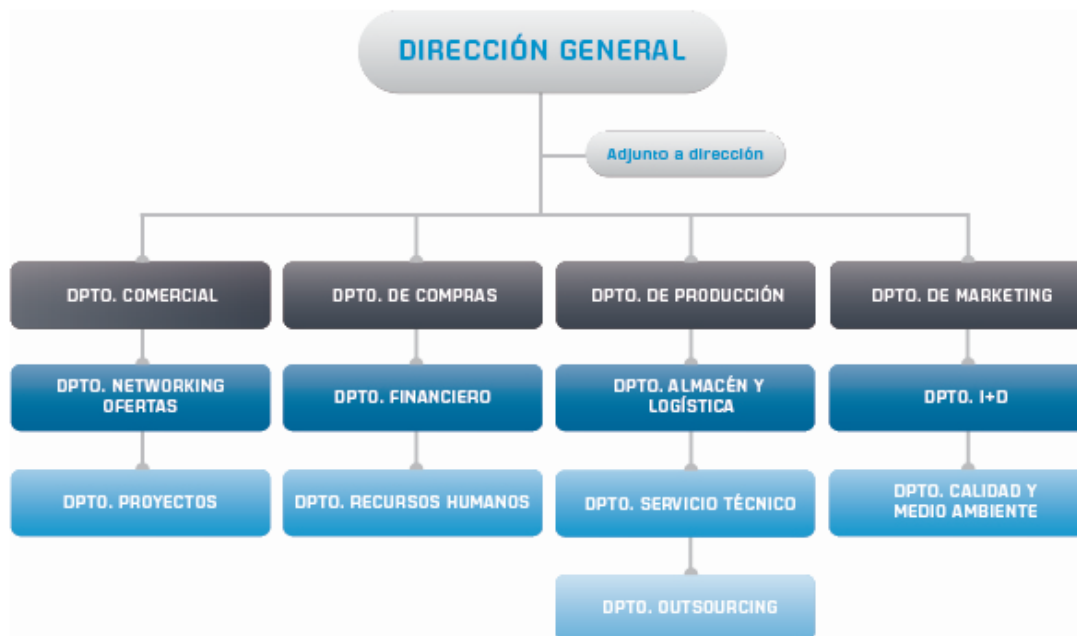 DIRECCIÓN GENERAL
Adjunto a dirección
DPTO. COMERCIAL
DPTO. DE COMPRAS
DPTO. DE PRODUCCIÓN
DPTO. DE MARKETING
DPTO. NETWORKING
OFERTAS
DPTO. FINANCIERO
DPTO. ALMACÉN Y
LOGÍSTICA
DPTO. I+D
DPTO. PROYECTOS
DPTO. RECURSOS HUMANOS
DPTO. SERVICIO TÉCNICO
DPTO. CALIDAD Y
MEDIO AMBIENTE
DPTO. OUTSOURCING